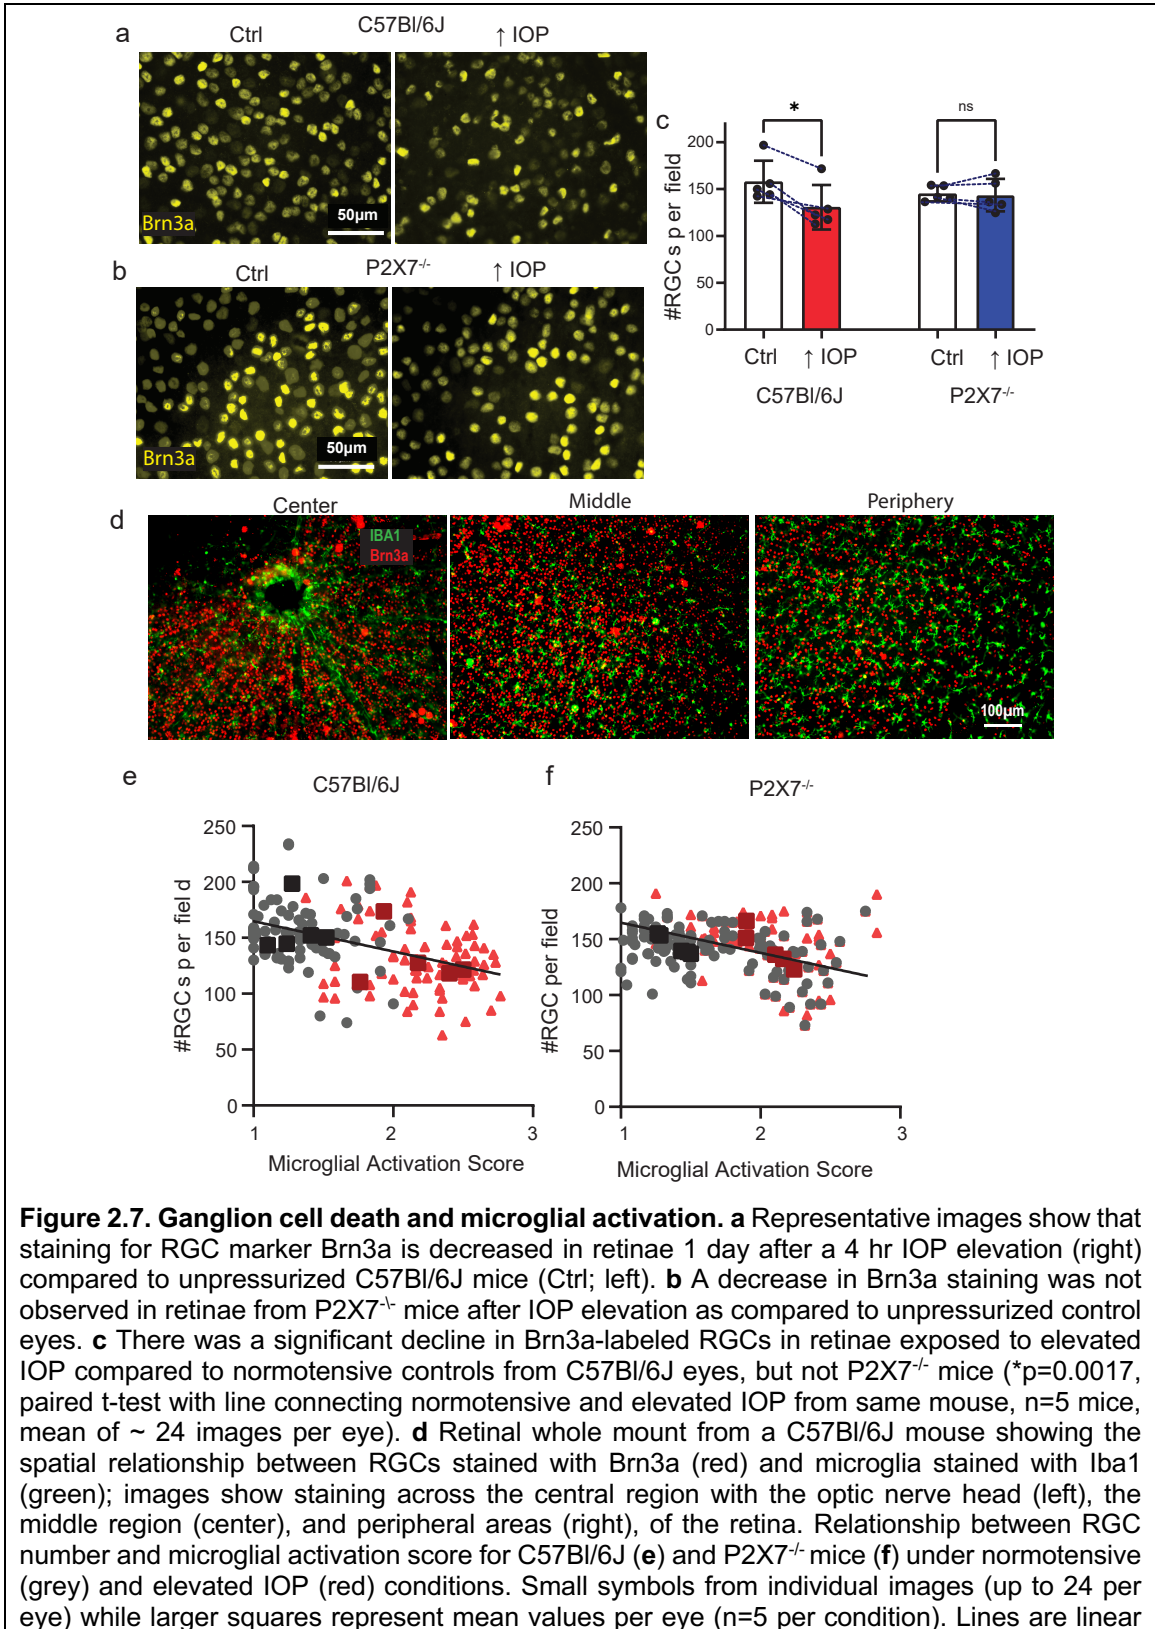 a
C57Bl/6J
Ctrl
↑ IOP
Brn3a
50µm
b
P2X7-/-
Ctrl
↑ IOP
Brn3a
50µm
c
*
ns
#RGCs per field
200
150
100
50
0
Ctrl
↑ IOP
Ctrl
↑ IOP
C57Bl/6J
P2X7-/-
d
Center
Middle
Periphery
IBA1
Brn3a
100µm
e
C57Bl/6J
#RGCs per field
250
200
150
100
50
0
1
2
3
Microglial Activation Score
f
P2X7-/-
#RGC per field
250
200
150
100
50
0
1
2
3
Microglial Activation Score
Figure 2.7. Ganglion cell death and microglial activation. a Representative images show that
staining for RGC marker Brn3a is decreased in retinae 1 day after a 4 hr IOP elevation (right)
compared to unpressurized C57Bl/6J mice (Ctrl; left). b A decrease in Brn3a staining was not
observed in retinae from P2X7-\- mice after IOP elevation as compared to unpressurized control
eyes. c There was a significant decline in Brn3a-labeled RGCs in retinae exposed to elevated
IOP compared to normotensive controls from C57Bl/6J eyes, but not P2X7-/- mice (*p=0.0017,
paired t-test with line connecting normotensive and elevated IOP from same mouse, n=5 mice,
mean of ~ 24 images per eye). d Retinal whole mount from a C57Bl/6J mouse showing the
spatial relationship between RGCs stained with Brn3a (red) and microglia stained with Iba1
(green); images show staining across the central region with the optic nerve head (left), the
middle region (center), and peripheral areas (right), of the retina. Relationship between RGC
number and microglial activation score for C57Bl/6J (e) and P2X7-/- mice (f) under normotensive
(grey) and elevated IOP (red) conditions. Small symbols from individual images (up to 24 per
eye) while larger squares represent mean values per eye (n=5 per condition). Lines are linear